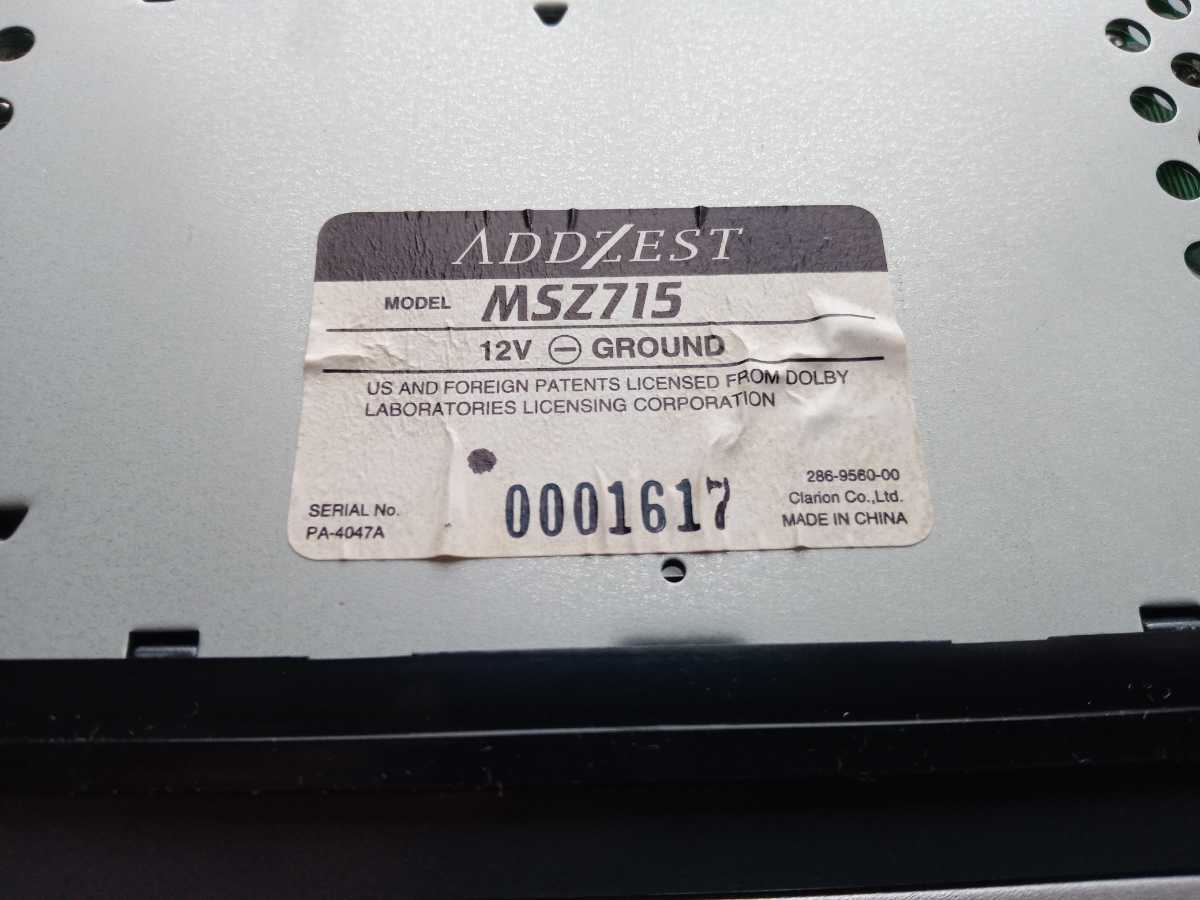 ADDZEST
MODEL MSZ715
12V ⊖ GROUND
US AND FOREIGN PATENTS LICENSED FROM DOLBY
LABORATORIES LICENSING CORPORATION
286-9560-00
SERIAL No. 0001617 Clarion Co.,Ltd.
PA-4047A MADE IN CHINA